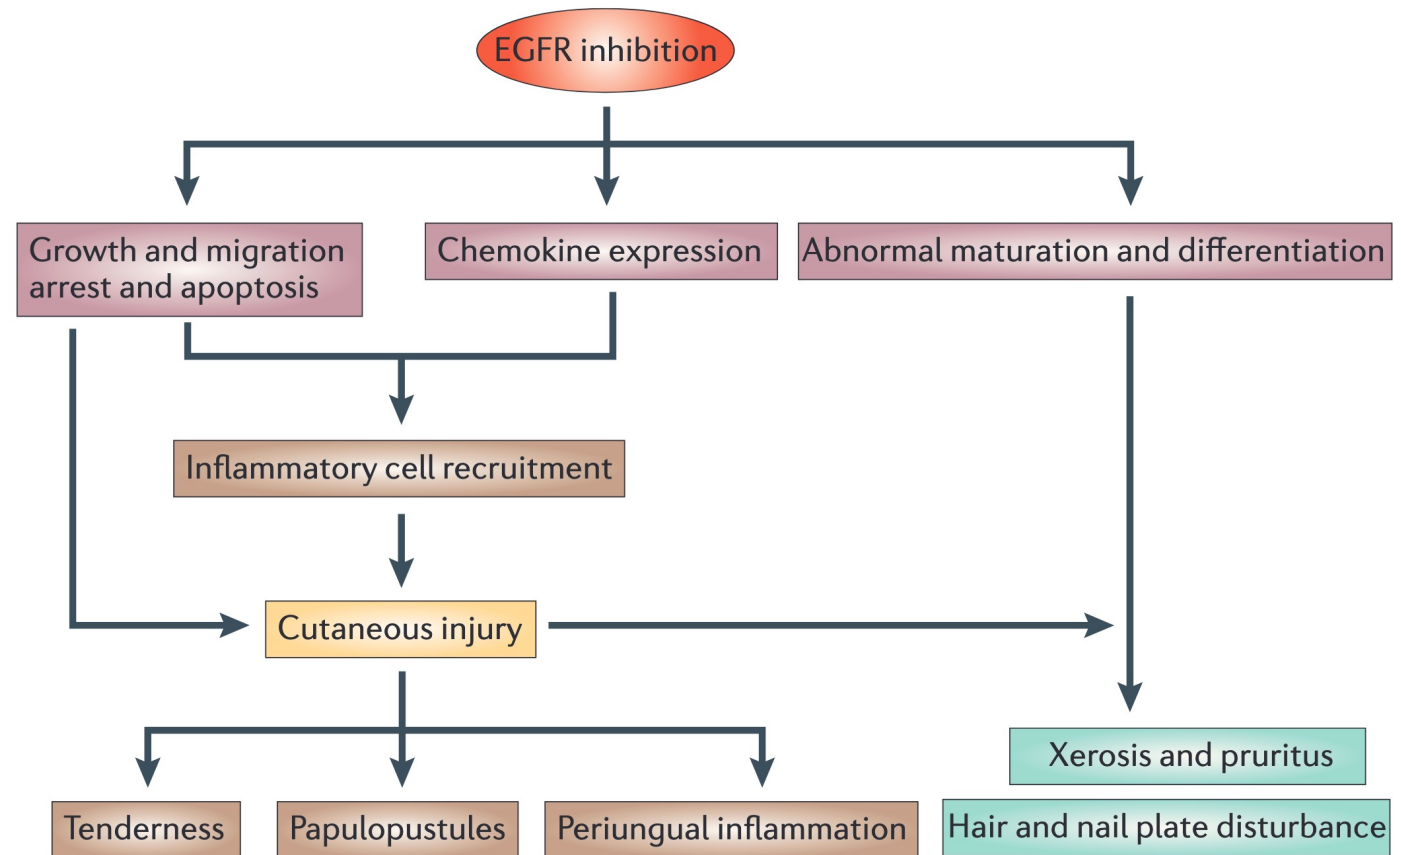 EGFR inhibition
Growth and migration
arrest and apoptosis
Chemokine expression
Abnormal maturation and differentiation
Inflammatory cell recruitment
Cutaneous injury
Xerosis and pruritus
Tenderness
Papulopustules
Periungual inflammation
Hair and nail plate disturbance